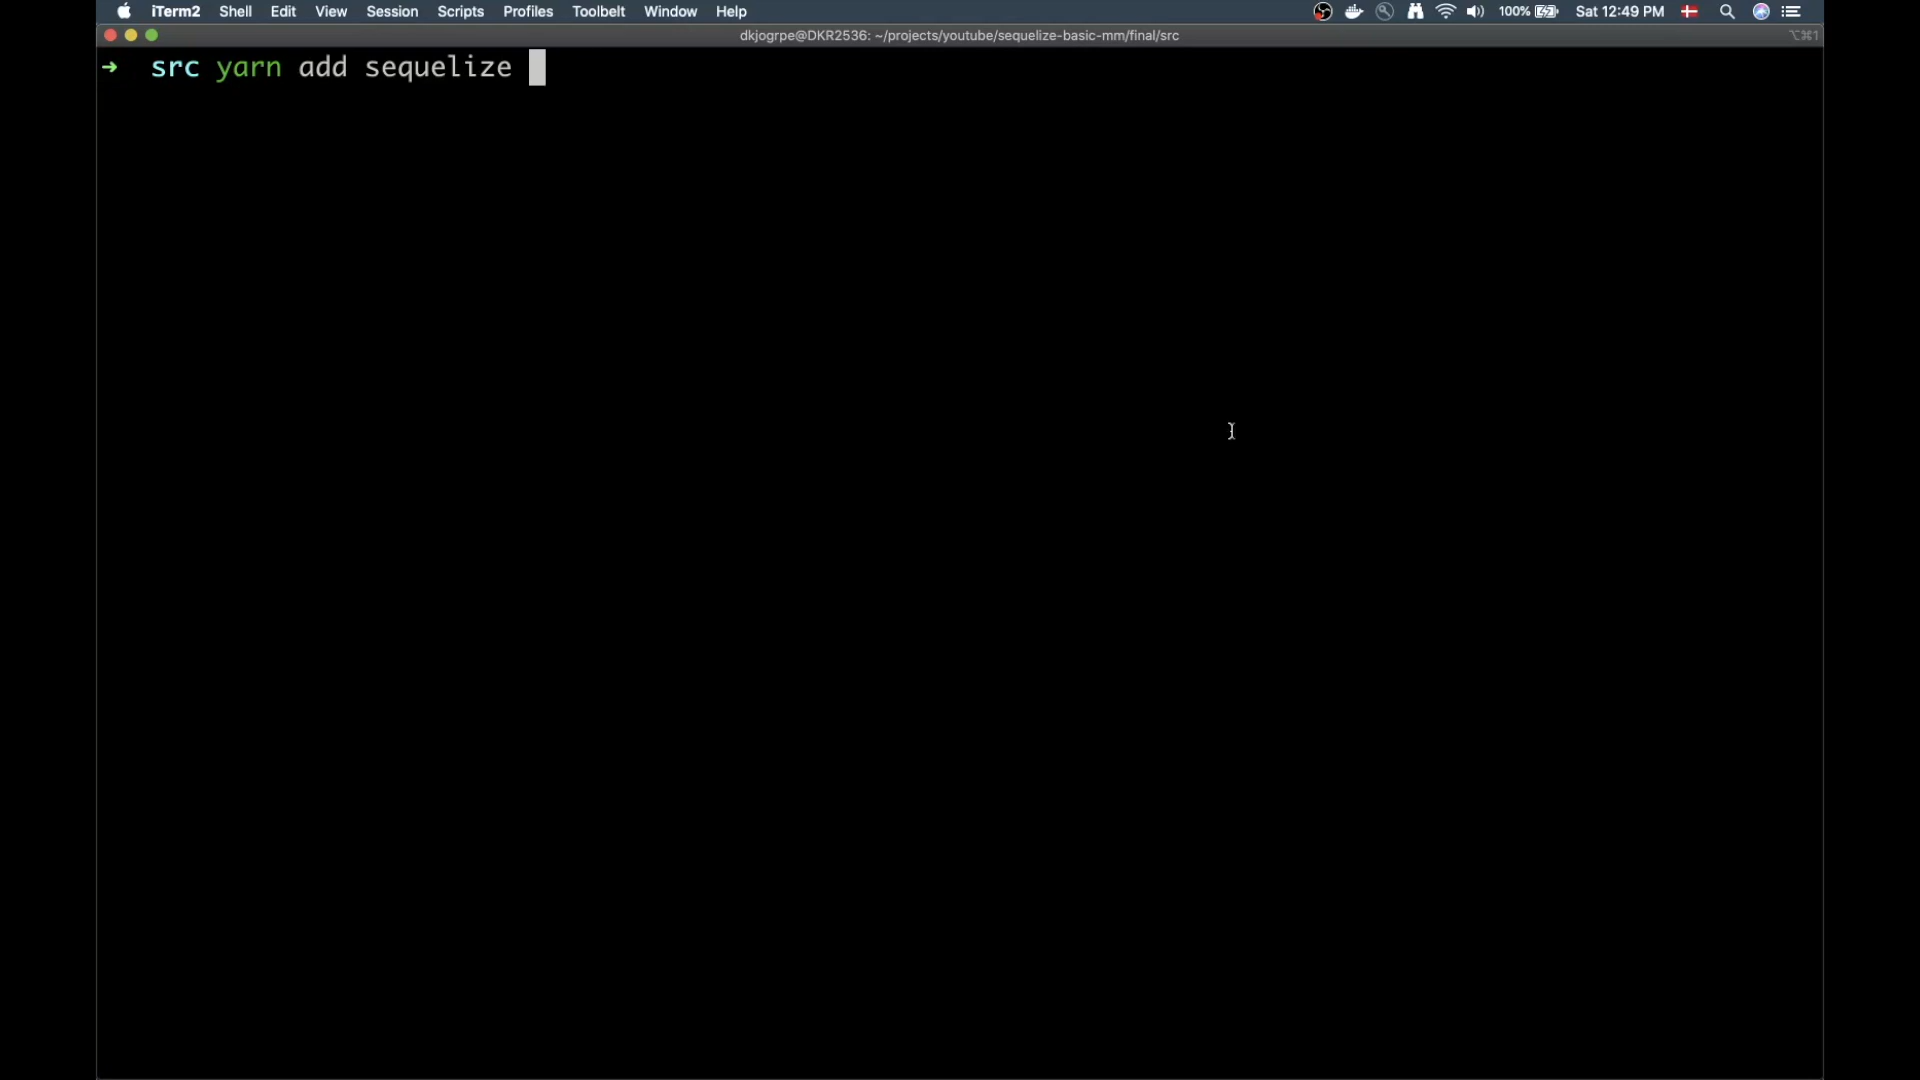 iTerm2 Shell Edit View Session Scripts Profiles Toolbelt Window Help 100% Sat 12:49 PM
dkjogrpe@DKR2536: ~/projects/youtube/sequelize-basic-mm/final/src ⌥⌘1
➜ src yarn add sequelize